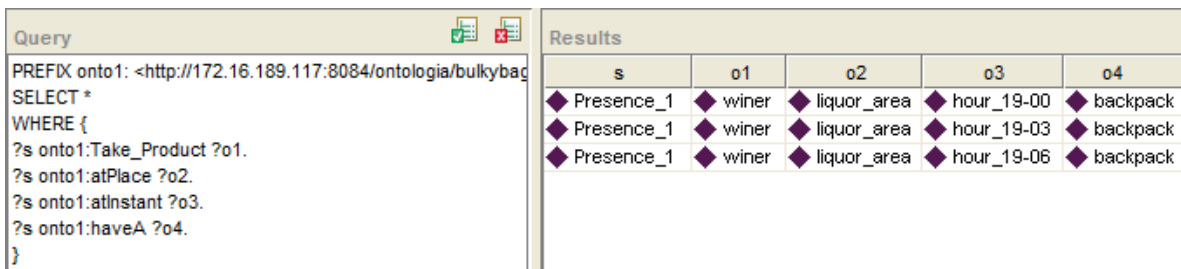 Query
PREFIX onto1: <http://172.16.189.117:8084/ontologia/bulkybag
SELECT *
WHERE {
?s onto1:Take_Product ?o1.
?s onto1:atPlace ?o2.
?s onto1:atInstant ?o3.
?s onto1:haveA ?o4.
}
Results
s o1 o2 o3 o4
Presence_1 winer liquor_area hour_19-00 backpack
Presence_1 winer liquor_area hour_19-03 backpack
Presence_1 winer liquor_area hour_19-06 backpack